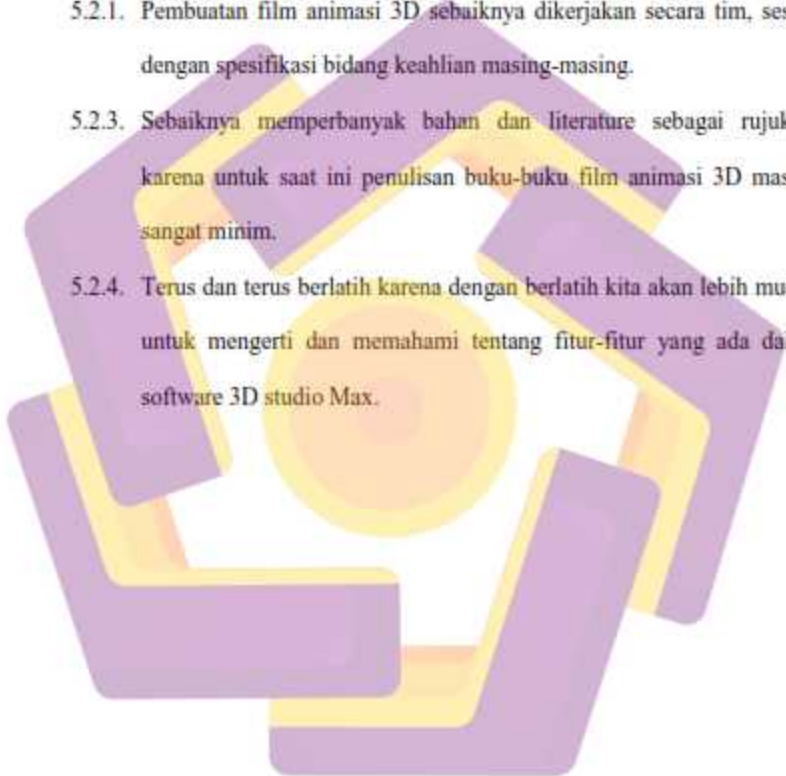 5.2.1. Pembuatan film animasi 3D sebaiknya dikerjakan secara tim,
dengan spesifikasi bidang keahlian masing-masing.
5.2.3. Sebaiknya memperbanyak bahan dan literature sebagai
karena untuk saat ini penulisan buku-buku film animasi 3D
sangat minim.
5.2.4. Terus dan terus berlatih karena dengan berlatih kita akan lebih
untuk mengerti dan memahami tentang fitur-fitur yang ada
software 3D studio Max.